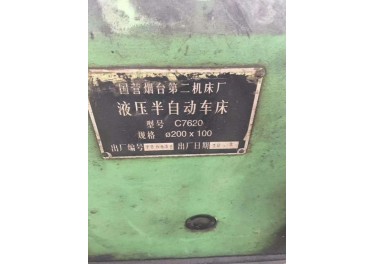 国营烟台第二机床厂
液压半自动车床
型号 C7620
规格 ø200 x 100
出厂编号 出厂日期